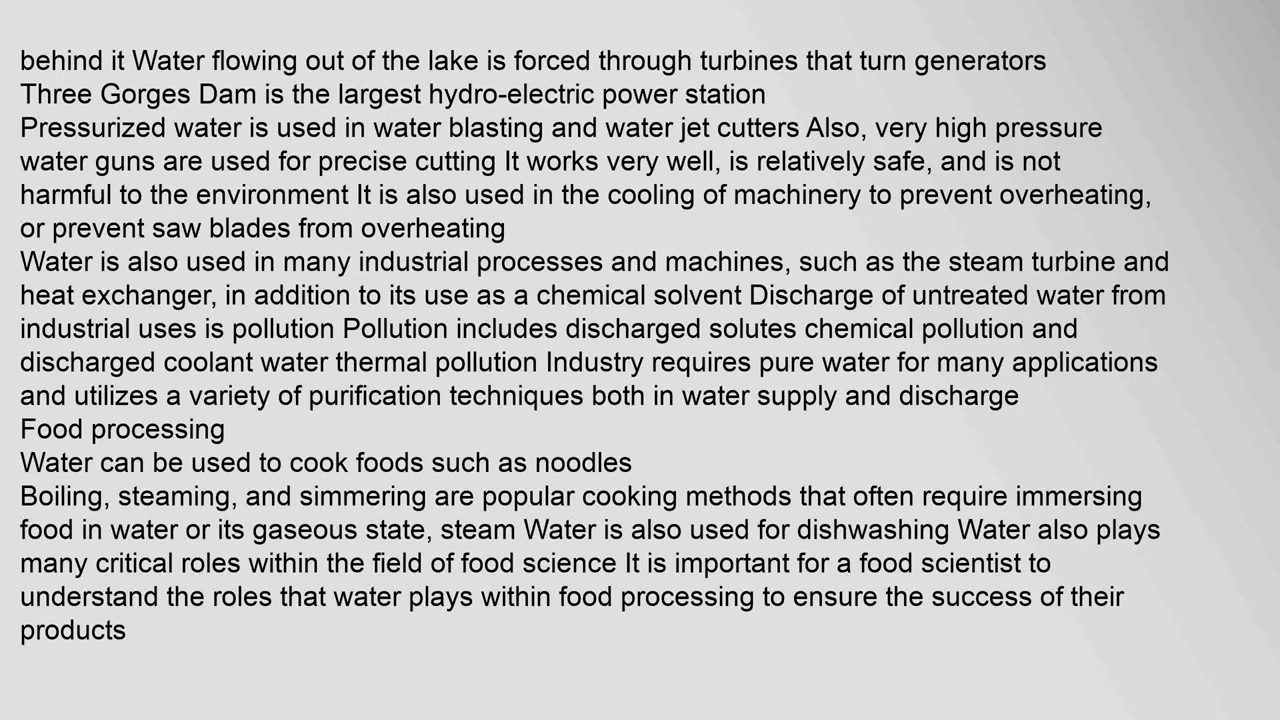 behind it Water flowing out of the lake is forced through turbines that turn generators
Three Gorges Dam is the largest hydro-electric power station
Pressurized water is used in water blasting and water jet cutters Also, very high pressure
water guns are used for precise cutting It works very well, is relatively safe, and is not
harmful to the environment It is also used in the cooling of machinery to prevent overheating,
or prevent saw blades from overheating
Water is also used in many industrial processes and machines, such as the steam turbine and
heat exchanger, in addition to its use as a chemical solvent Discharge of untreated water from
industrial uses is pollution Pollution includes discharged solutes chemical pollution and
discharged coolant water thermal pollution Industry requires pure water for many applications
and utilizes a variety of purification techniques both in water supply and discharge
Food processing
Water can be used to cook foods such as noodles
Boiling, steaming, and simmering are popular cooking methods that often require immersing
food in water or its gaseous state, steam Water is also used for dishwashing Water also plays
many critical roles within the field of food science It is important for a food scientist to
understand the roles that water plays within food processing to ensure the success of their
products